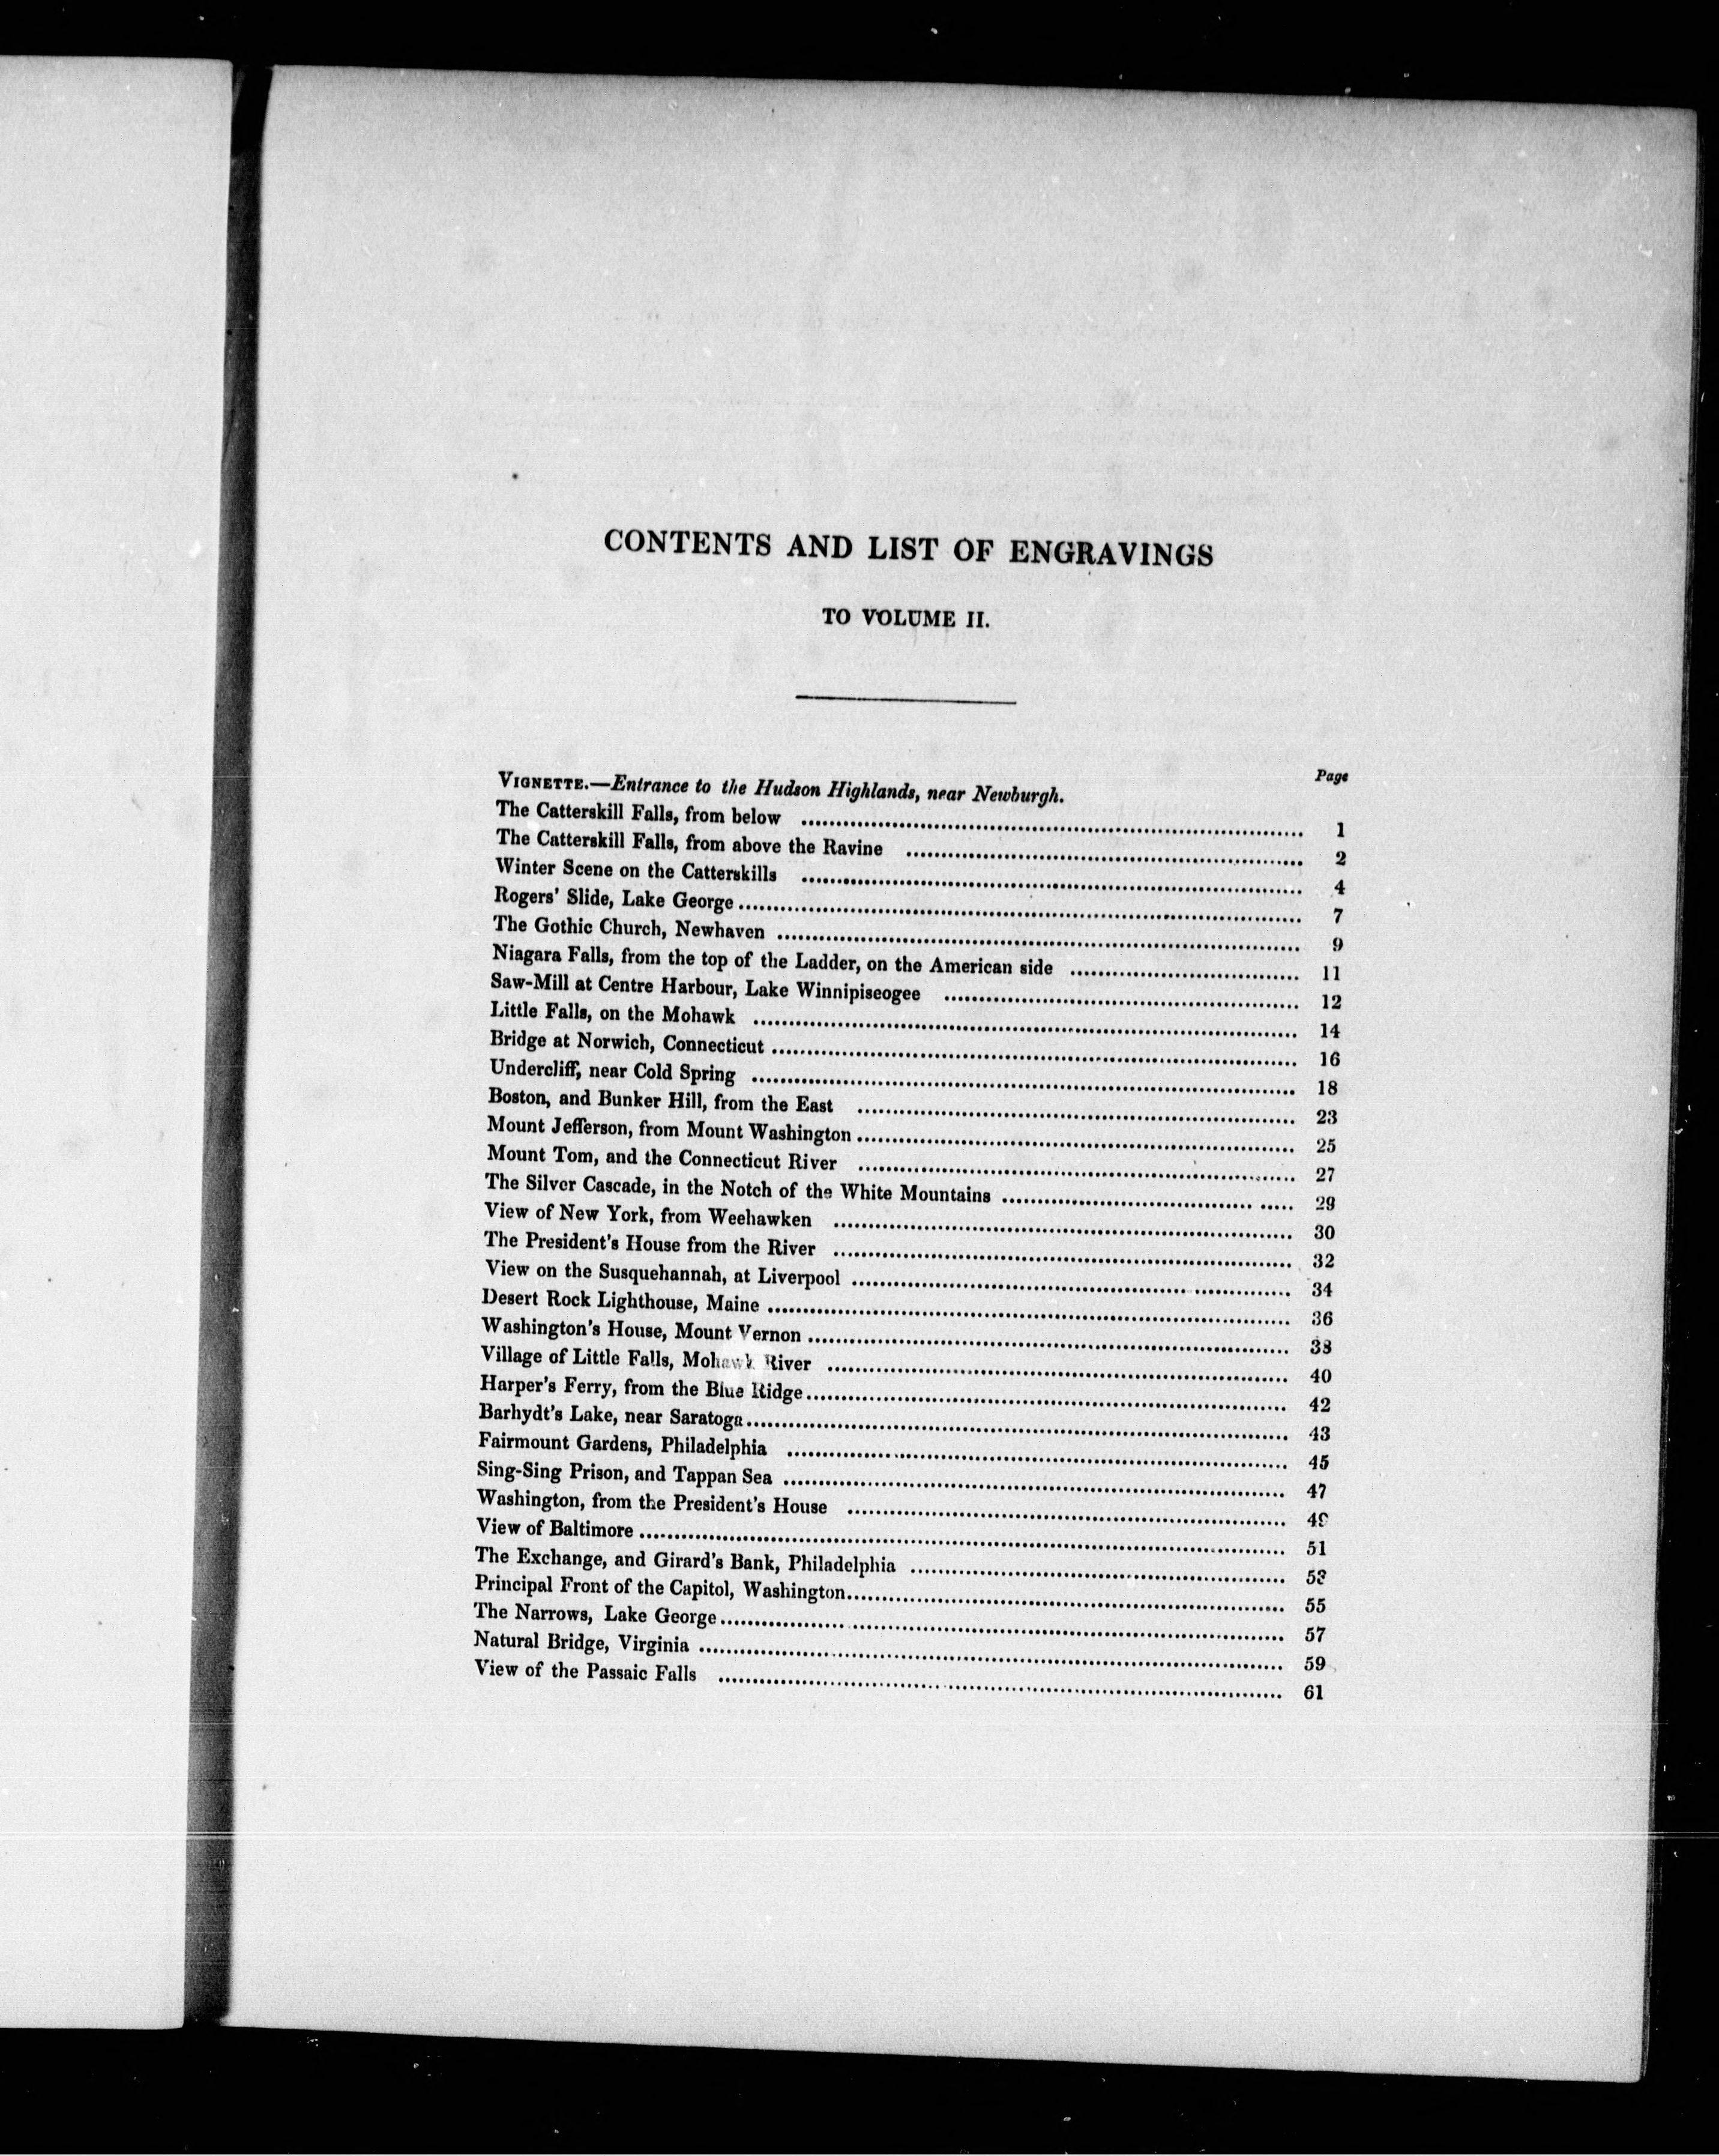 CONTENTS AND LIST OF ENGRAVINGS
TO VOLUME II.
Page
VIGNETTE.—Entrance to the Hudson Highlands, near Newburgh.
The Catterskill Falls, from below ........ 1
The Catterskill Falls, from above the Ravine ........ 2
Winter Scene on the Catterskills ........ 4
Rogers' Slide, Lake George ........ 7
The Gothic Church, Newhaven ........ 9
Niagara Falls, from the top of the Ladder, on the American side ........ 11
Saw-Mill at Centre Harbour, Lake Winnipiseogee ........ 12
Little Falls, on the Mohawk ........ 14
Bridge at Norwich, Connecticut ........ 16
Undercliff, near Cold Spring ........ 18
Boston, and Bunker Hill, from the East ........ 23
Mount Jefferson, from Mount Washington ........ 25
Mount Tom, and the Connecticut River ........ 27
The Silver Cascade, in the Notch of the White Mountains ........ 29
View of New York, from Weehawken ........ 30
The President's House from the River ........ 32
View on the Susquehannah, at Liverpool ........ 34
Desert Rock Lighthouse, Maine ........ 36
Washington's House, Mount Vernon ........ 38
Village of Little Falls, Mohawk River ........ 40
Harper's Ferry, from the Blue Ridge ........ 42
Barhydt's Lake, near Saratoga ........ 43
Fairmount Gardens, Philadelphia ........ 45
Sing-Sing Prison, and Tappan Sea ........ 47
Washington, from the President's House ........ 49
View of Baltimore ........ 51
The Exchange, and Girard's Bank, Philadelphia ........ 53
Principal Front of the Capitol, Washington ........ 55
The Narrows, Lake George ........ 57
Natural Bridge, Virginia ........ 59
View of the Passaic Falls ........ 61